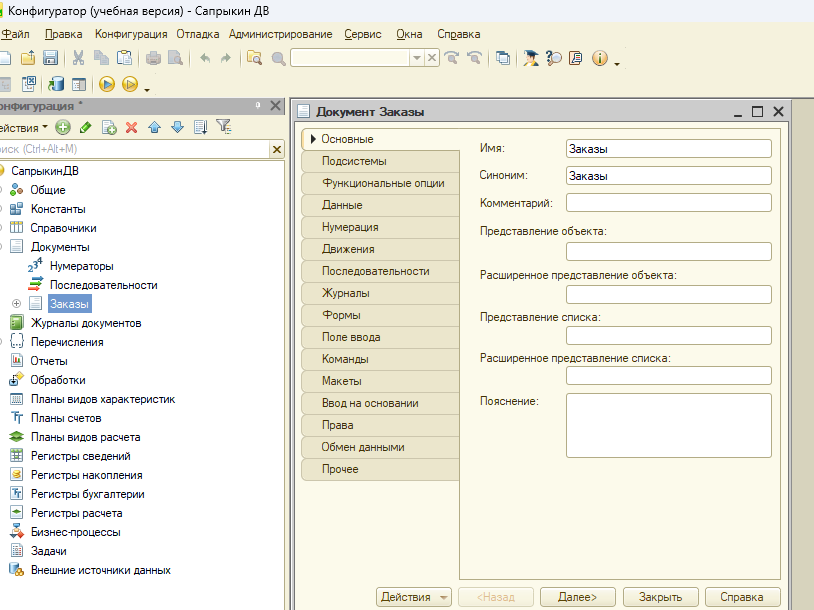 Конфигуратор (учебная версия) - Сапрыкин ДВ
Файл Правка Конфигурация Отладка Администрирование Сервис Окна Справка
онфигурация *
ействия
иск (Ctrl+Alt+M)
СапрыкинДВ
Общие
Константы
Справочники
Документы
Нумераторы
Последовательности
Заказы
Журналы документов
Перечисления
Отчеты
Обработки
Планы видов характеристик
Планы счетов
Планы видов расчета
Регистры сведений
Регистры накопления
Регистры бухгалтерии
Регистры расчета
Бизнес-процессы
Задачи
Внешние источники данных
Документ Заказы
Основные
Подсистемы
Функциональные опции
Данные
Нумерация
Движения
Последовательности
Журналы
Формы
Поле ввода
Команды
Макеты
Ввод на основании
Права
Обмен данными
Прочее
Имя: Заказы
Синоним: Заказы
Комментарий:
Представление объекта:
Расширенное представление объекта:
Представление списка:
Расширенное представление списка:
Пояснение:
Действия <Назад Далее> Закрыть Справка